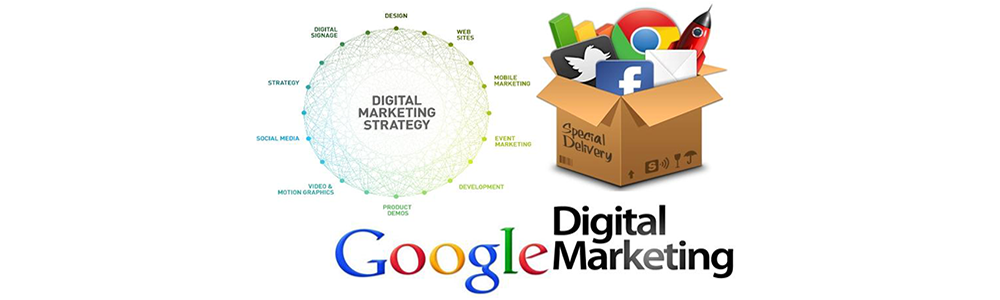 DESIGN
DIGITAL
SIGNAGE
WEB
SITES
STRATEGY
MOBILE
MARKETING
DIGITAL
MARKETING
STRATEGY
SOCIAL MEDIA
EVENT
MARKETING
VIDEO &
MOTION GRAPHICS
DEVELOPMENT
PRODUCT
DEMOS
f
Special
Delivery
S
Google
Digital
Marketing